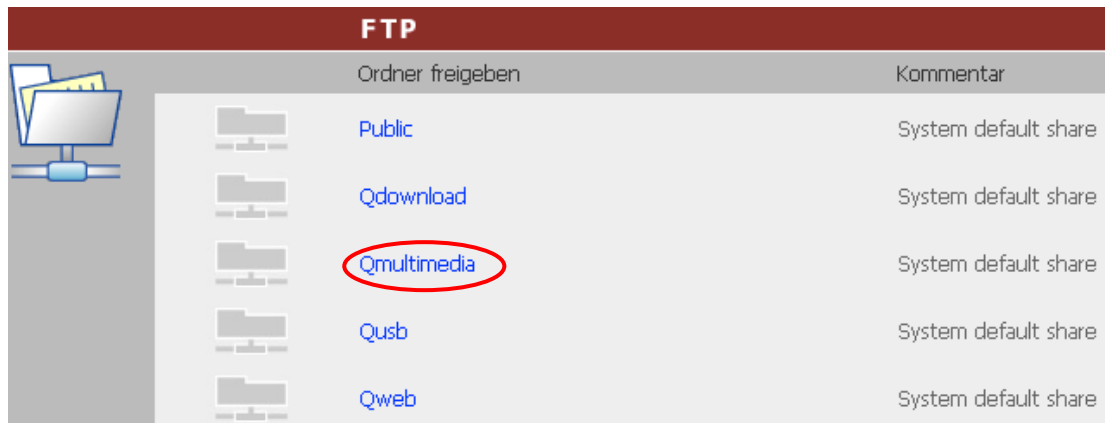 FTP
Ordner freigeben Kommentar
Public System default share
Qdownload System default share
Qmultimedia System default share
Qusb System default share
Qweb System default share